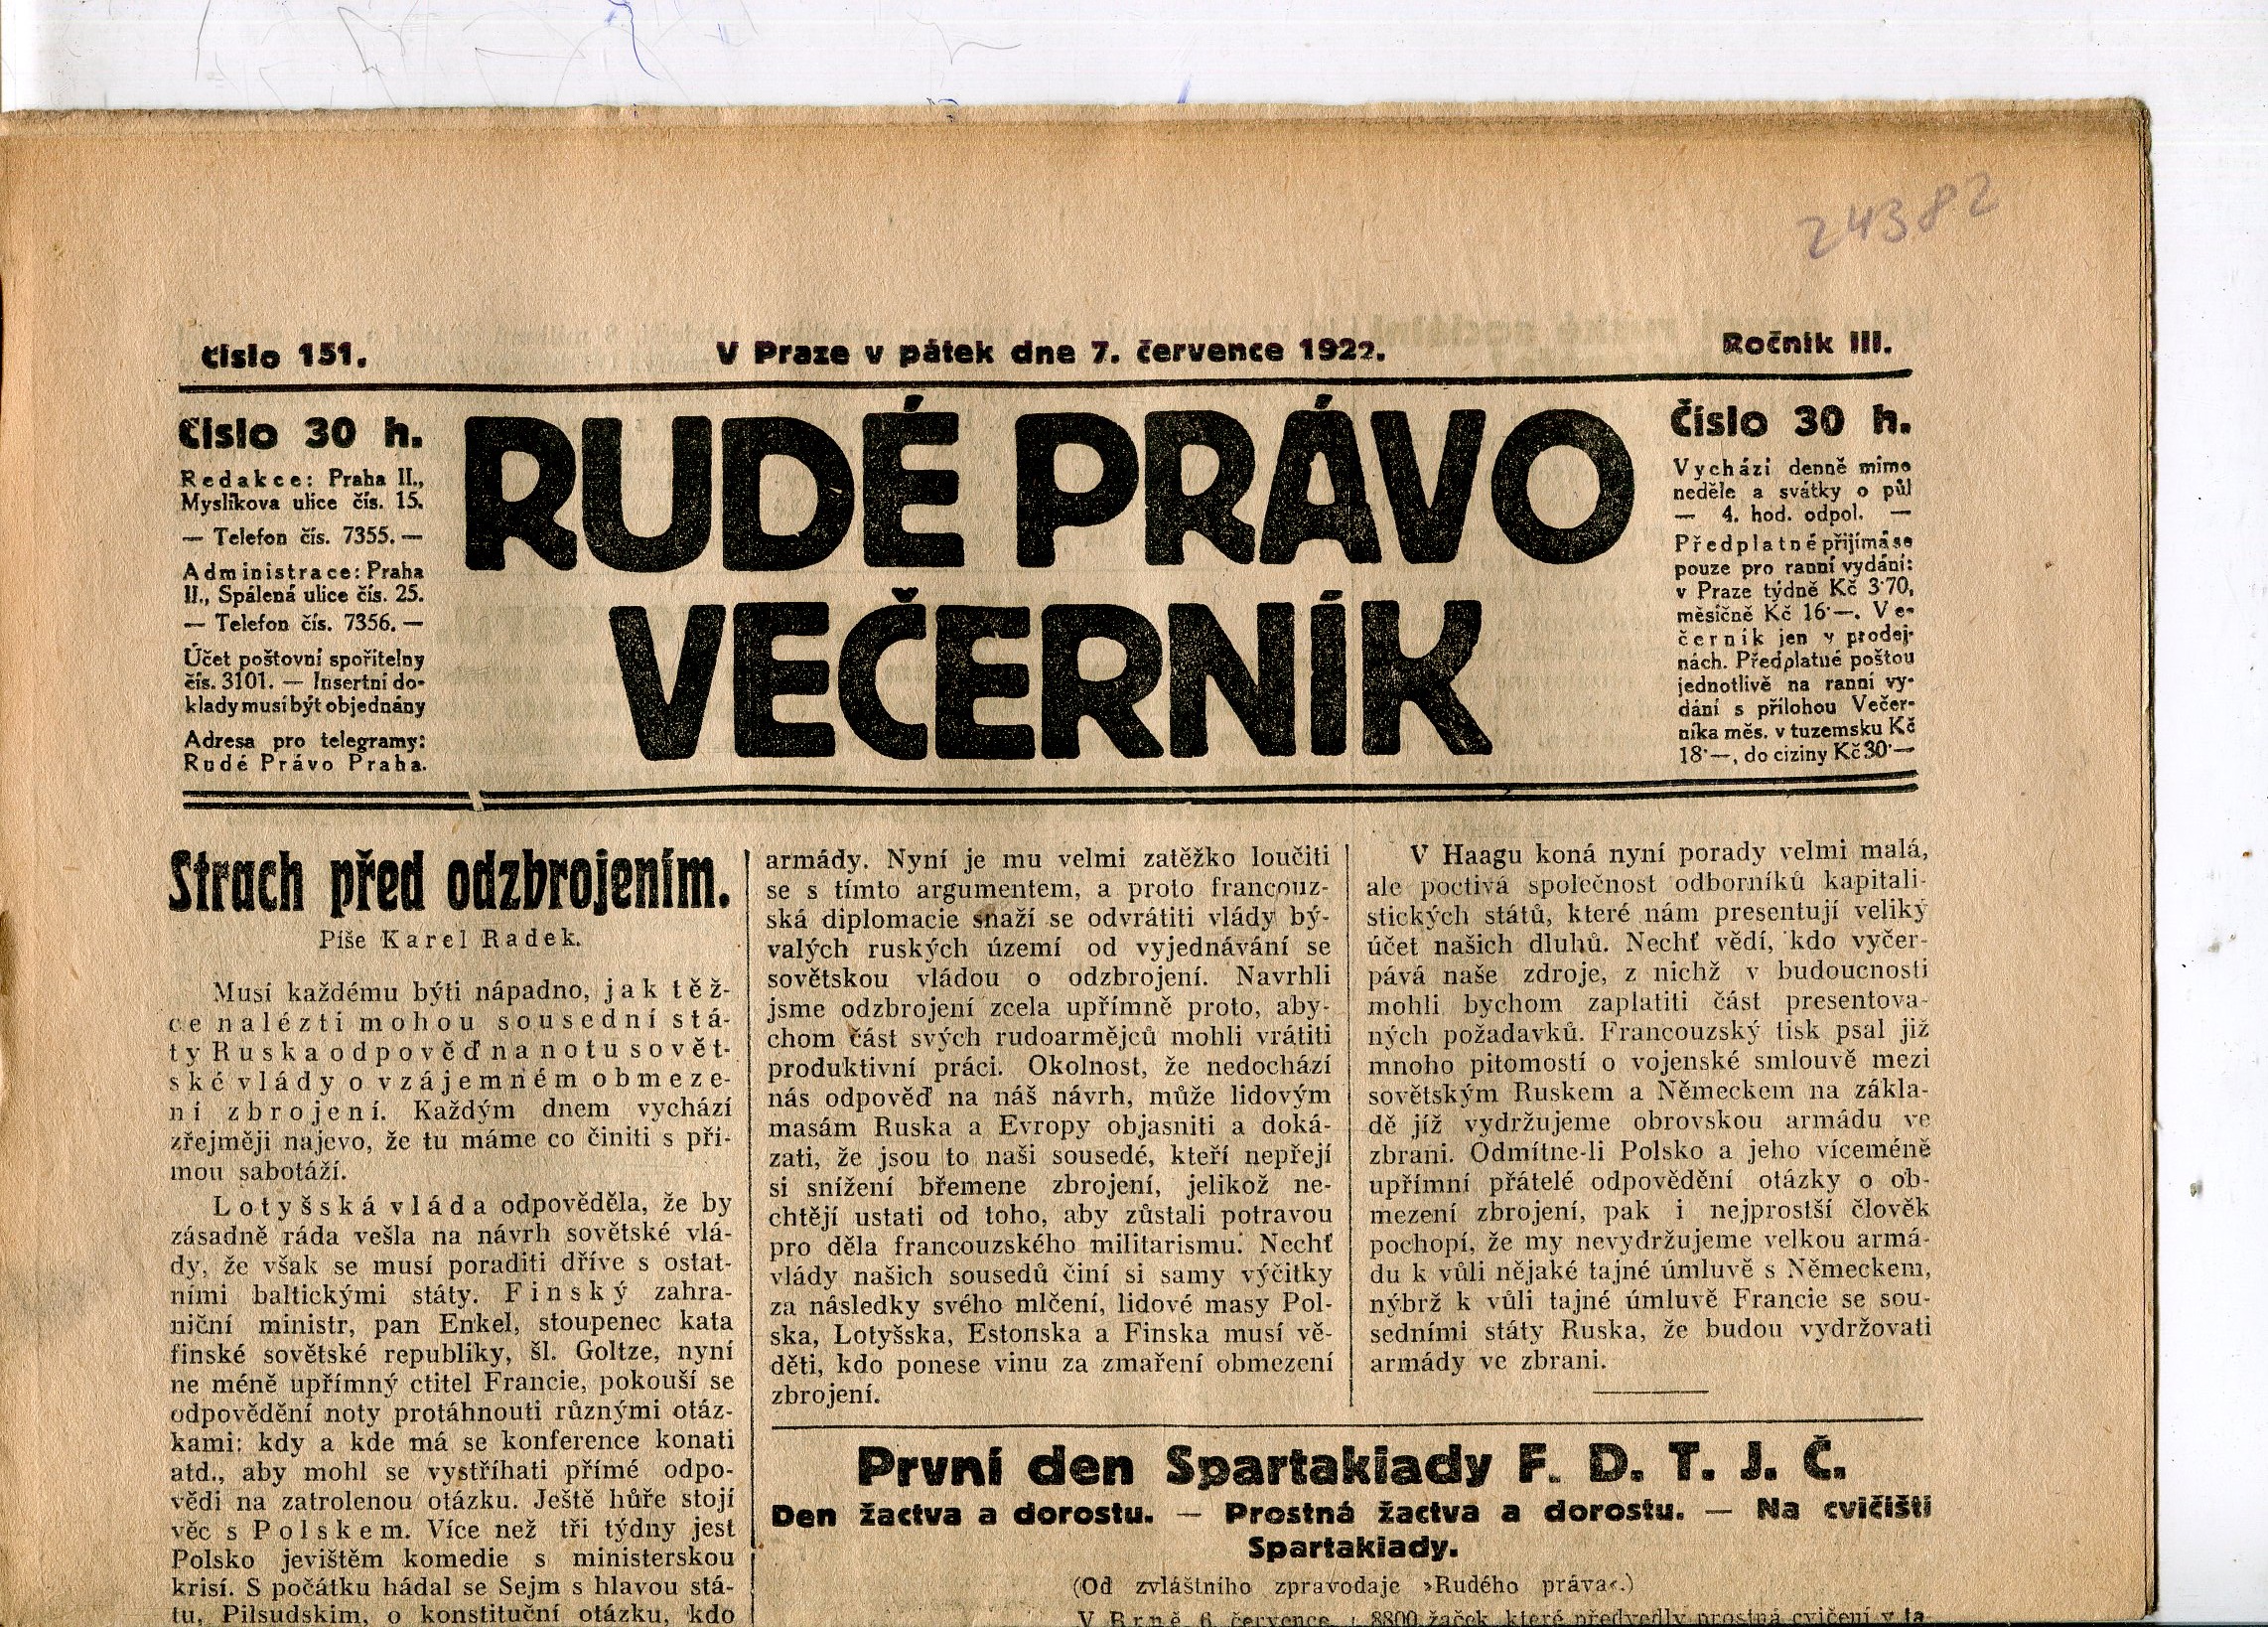 24382
Číslo 151.
V Praze v pátek dne 7. července 1922.
Ročník III.
Číslo 30 h.
Redakce: Praha II.,
Myslíkova ulice čís. 15.
— Telefon čís. 7355. —
Administrace: Praha
II., Spálená ulice čís. 25.
— Telefon čís. 7356. —
Účet poštovní spořitelny
čís. 3101. — Insertní do-
klady musí být objednány
Adresa pro telegramy:
Rudé Právo Praha.
RUDÉ PRÁVO
VEČERNÍK
Číslo 30 h.
Vychází denně mimo
neděle a svátky o půl
— 4. hod. odpol. —
Předplatné přijímá se
pouze pro ranní vydání:
v Praze týdně Kč 3·70,
měsíčně Kč 16·—. Ve-
černík jen v prodej-
nách. Předplatné poštou
jednotlivě na ranní vy-
dání s přílohou Večer-
níka měs. v tuzemsku Kč
18·—, do ciziny Kč 30·—
Strach před odzbrojením.
Píše Karel Radek.
Musí každému býti nápadno, jak těž-
ce nalézti mohou sousední stá-
ty Ruska odpověď na notu sovět-
ské vlády o vzájemném obmeze-
ní zbrojení. Každým dnem vychází
zřejměji najevo, že tu máme co činiti s pří-
mou sabotáží.
Lotyšská vláda odpověděla, že by
zásadně ráda vešla na návrh sovětské vlá-
dy, že však se musí poraditi dříve s ostat-
ními baltickými státy. Finský zahra-
niční ministr, pan Enkel, stoupenec kata
finské sovětské republiky, šl. Goltze, nyní
ne méně upřímný ctitel Francie, pokouší se
odpovědění noty protáhnouti různými otáz-
kami: kdy a kde má se konference konati
atd., aby mohl se vystříhati přímé odpo-
vědi na zatrolenou otázku. Ještě hůře stojí
věc s Polskem. Více než tři týdny jest
Polsko jevištěm komedie s ministerskou
krisí. S počátku hádal se Sejm s hlavou stá-
tu, Pilsudskim, o konstituční otázku, kdo
armády. Nyní je mu velmi zatěžko loučiti
se s tímto argumentem, a proto francouz-
ská diplomacie snaží se odvrátiti vlády bý-
valých ruských území od vyjednávání se
sovětskou vládou o odzbrojení. Navrhli
jsme odzbrojení zcela upřímně proto, aby-
chom část svých rudoarmějců mohli vrátiti
produktivní práci. Okolnost, že nedochází
nás odpověď na náš návrh, může lidovým
masám Ruska a Evropy objasniti a doká-
zati, že jsou to naši sousedé, kteří nepřejí
si snížení břemene zbrojení, jelikož ne-
chtějí ustati od toho, aby zůstali potravou
pro děla francouzského militarismu. Nechť
vlády našich sousedů činí si samy výčitky
za následky svého mlčení, lidové masy Pol-
ska, Lotyšska, Estonska a Finska musí vě-
děti, kdo ponese vinu za zmaření obmezení
zbrojení.
V Haagu koná nyní porady velmi malá,
ale poctivá společnost odborníků kapitali-
stických států, které nám presentují veliký
účet našich dluhů. Nechť vědí, kdo vyčer-
pává naše zdroje, z nichž v budoucnosti
mohli bychom zaplatiti část presentova-
ných požadavků. Francouzský tisk psal již
mnoho pitomostí o vojenské smlouvě mezi
sovětským Ruskem a Německem na zákla-
dě jíž vydržujeme obrovskou armádu ve
zbrani. Odmítne-li Polsko a jeho víceméně
upřímní přátelé odpovědění otázky o ob-
mezení zbrojení, pak i nejprostší člověk
pochopí, že my nevydržujeme velkou armá-
du k vůli nějaké tajné úmluvě s Německem,
nýbrž k vůli tajné úmluvě Francie se sou-
sedními státy Ruska, že budou vydržovati
armády ve zbrani.
První den Spartakiady F. D. T. J. Č.
Den žactva a dorostu. — Prostná žactva a dorostu. — Na cvičišti
Spartakiady.
(Od zvláštního zpravodaje »Rudého práva«.)
V Brně 6. července.
8800 žaček, které předvedly prostná cvičení v ta-